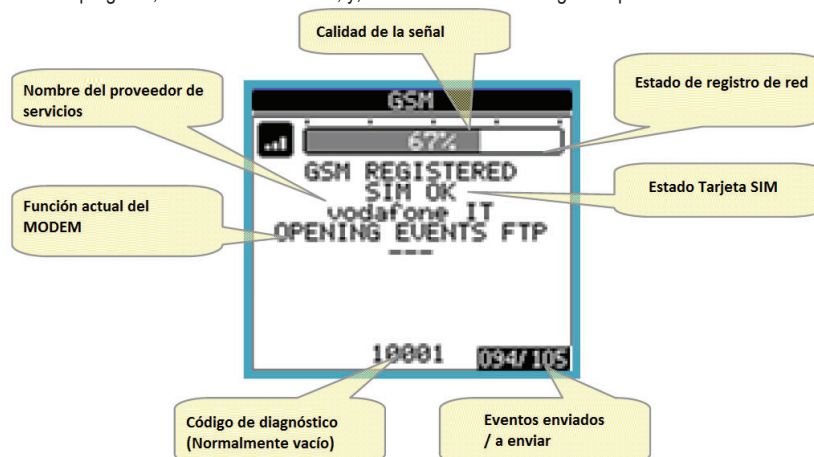 Calidad de la señal
Nombre del proveedor de
servicios
Estado de registro de red
GSM
67%
GSM REGISTERED
SIM OK
Estado Tarjeta SIM
vodafone IT
Función actual del
MODEM
OPENING EVENTS FTP
---
10001
094/105
Código de diagnóstico
(Normalmente vacío)
Eventos enviados
/ a enviar